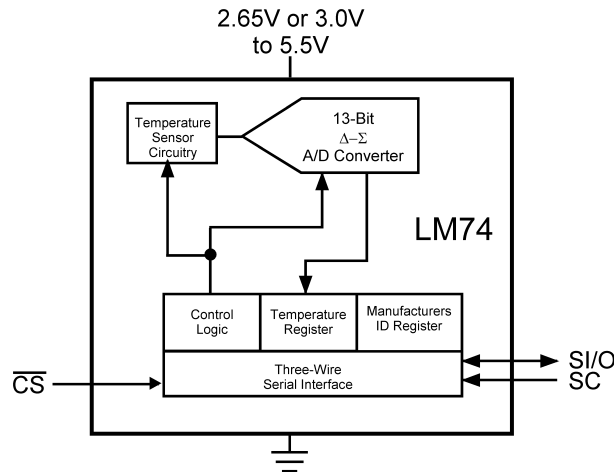 2.65V or 3.0V
to 5.5V
Temperature
Sensor
Circuitry
13-Bit
Δ–Σ
A/D Converter
LM74
Control
Logic
Temperature
Register
Manufacturers
ID Register
Three-Wire
Serial Interface
C̅S̅
SI/O
SC